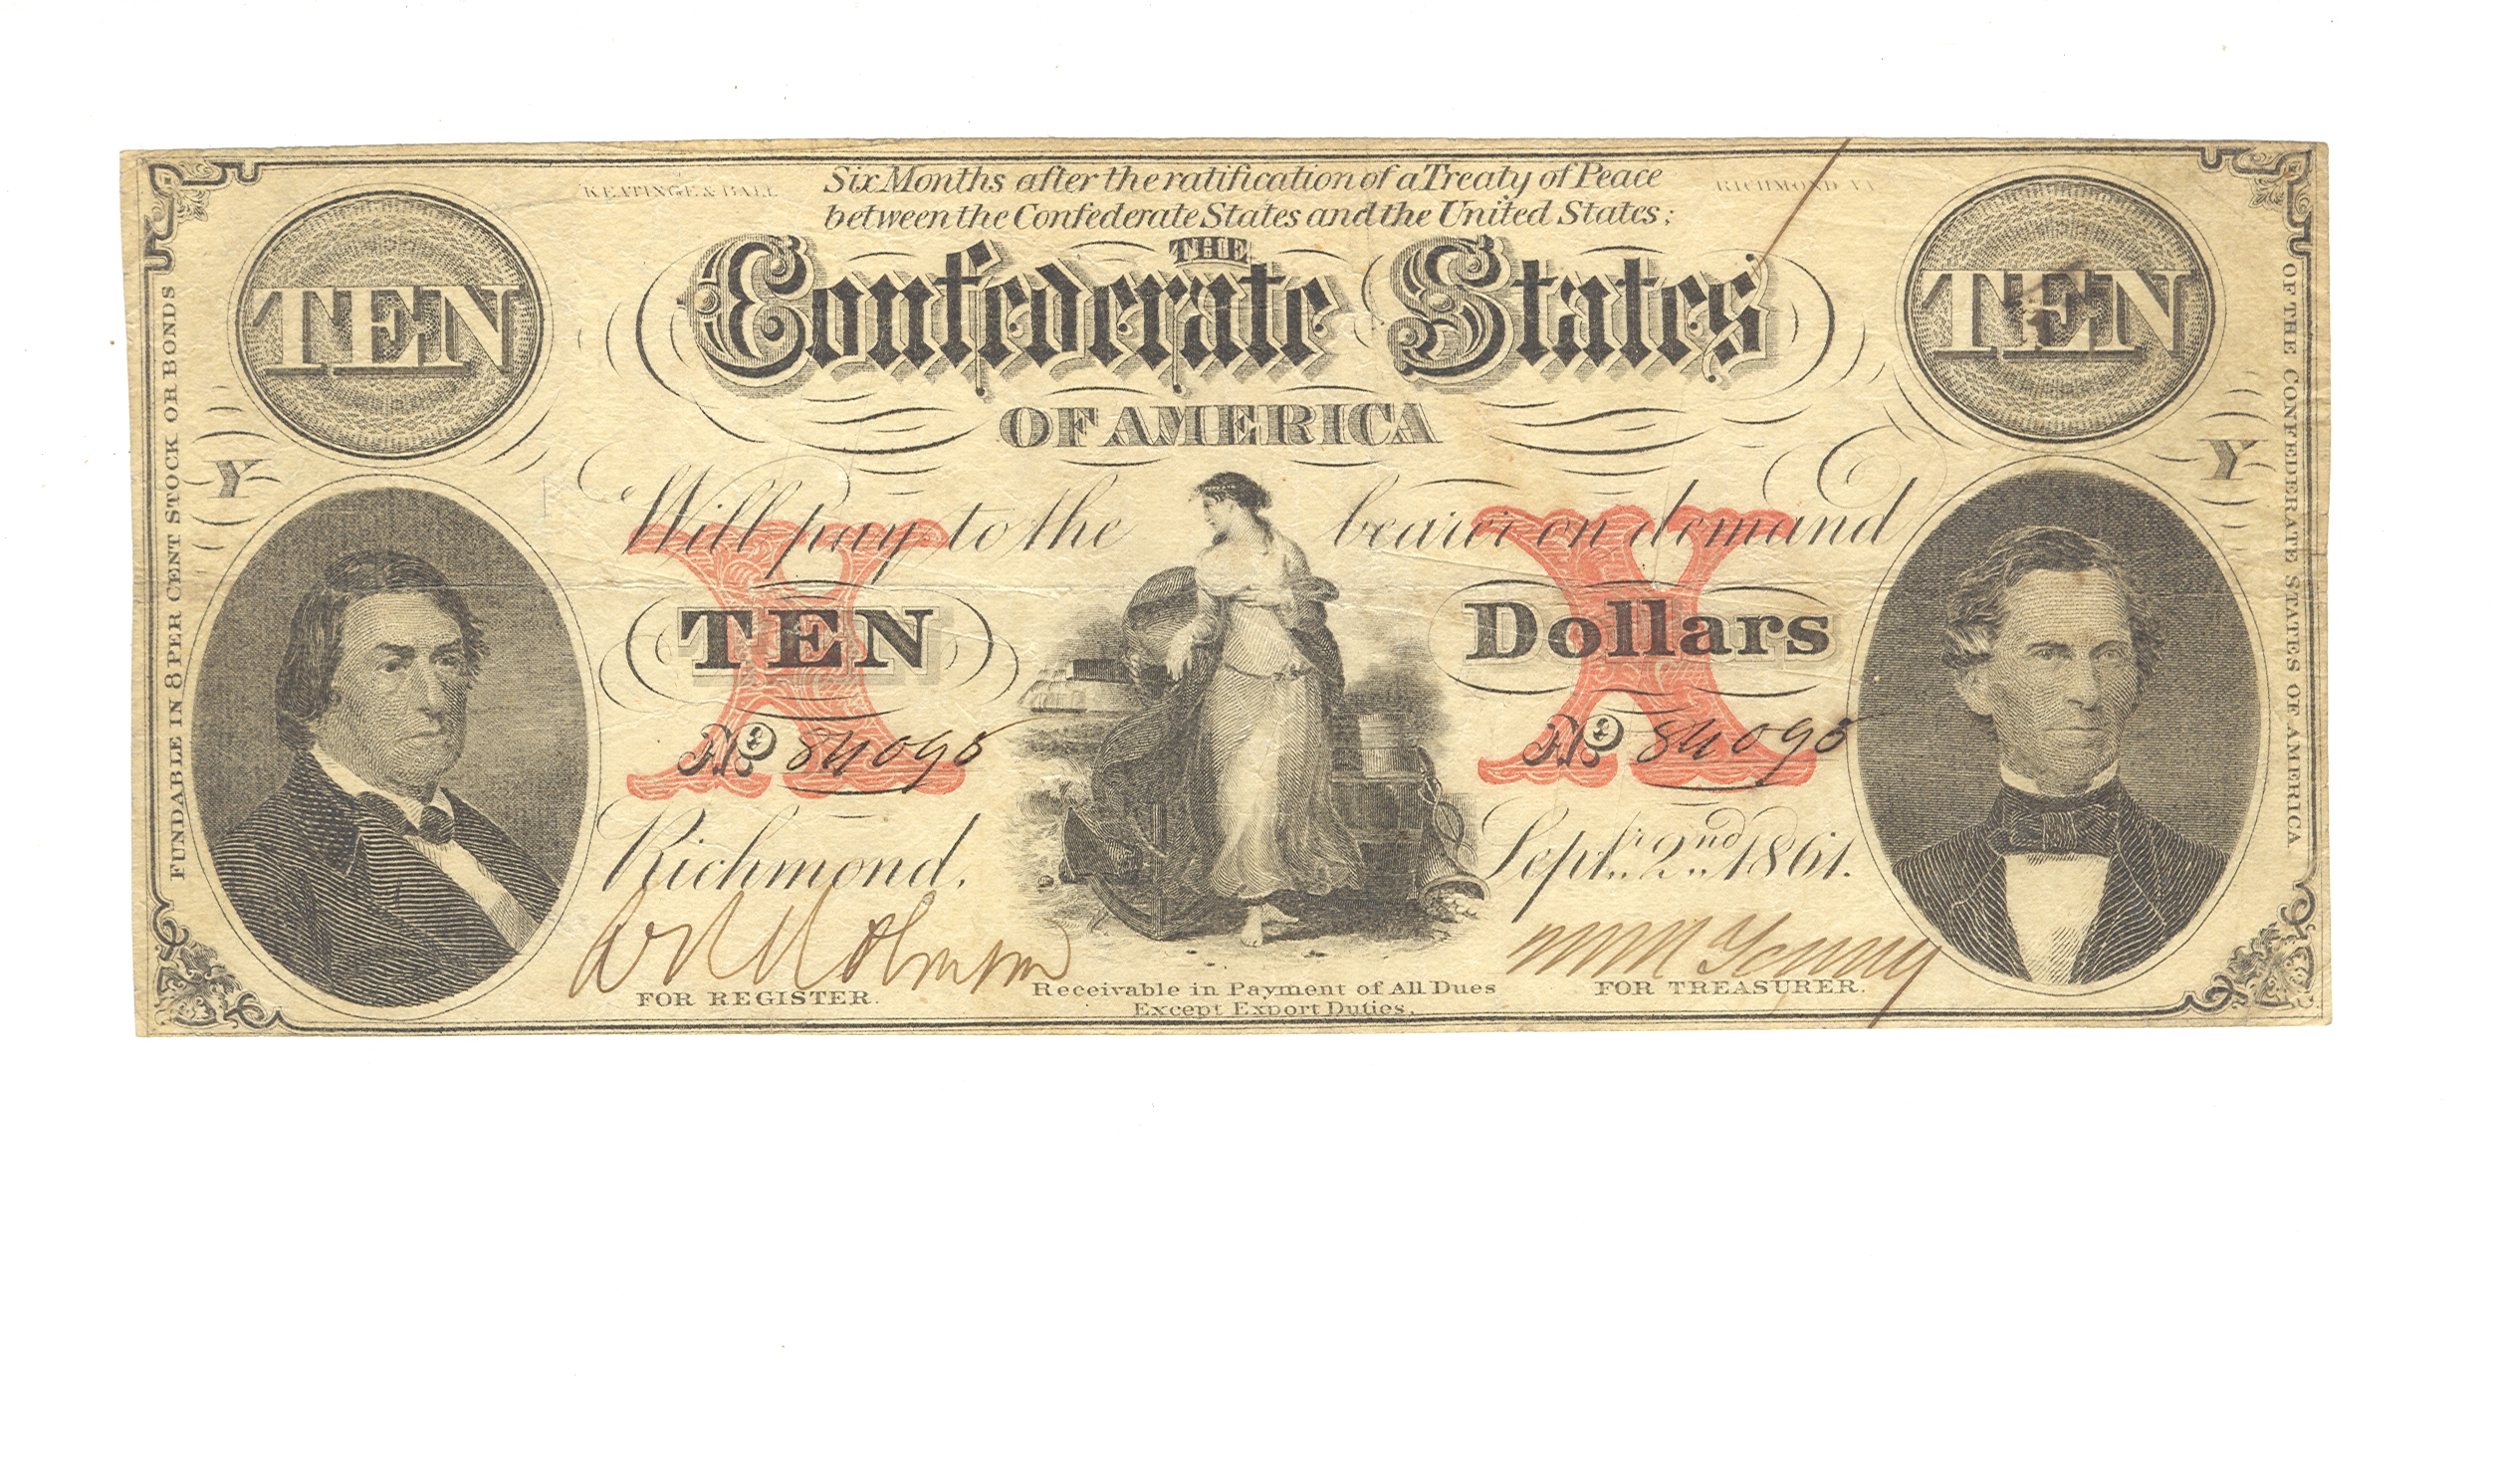 KEATINGE & BALL
Six Months after the ratification of a Treaty of Peace
between the Confederate States and the United States;
RICHMOND VA
TEN
THE
Confederate States
OF AMERICA
TEN
Y
Y
FUNDABLE IN 8 PER CENT STOCK OR BONDS
OF THE CONFEDERATE STATES OF AMERICA
Will pay to the bearer on demand
X
X
TEN Dollars
No 84095
No 84095
Richmond, Sept. 2nd 1861.
FOR REGISTER.
Receivable in Payment of All Dues
Except Export Duties.
FOR TREASURER.